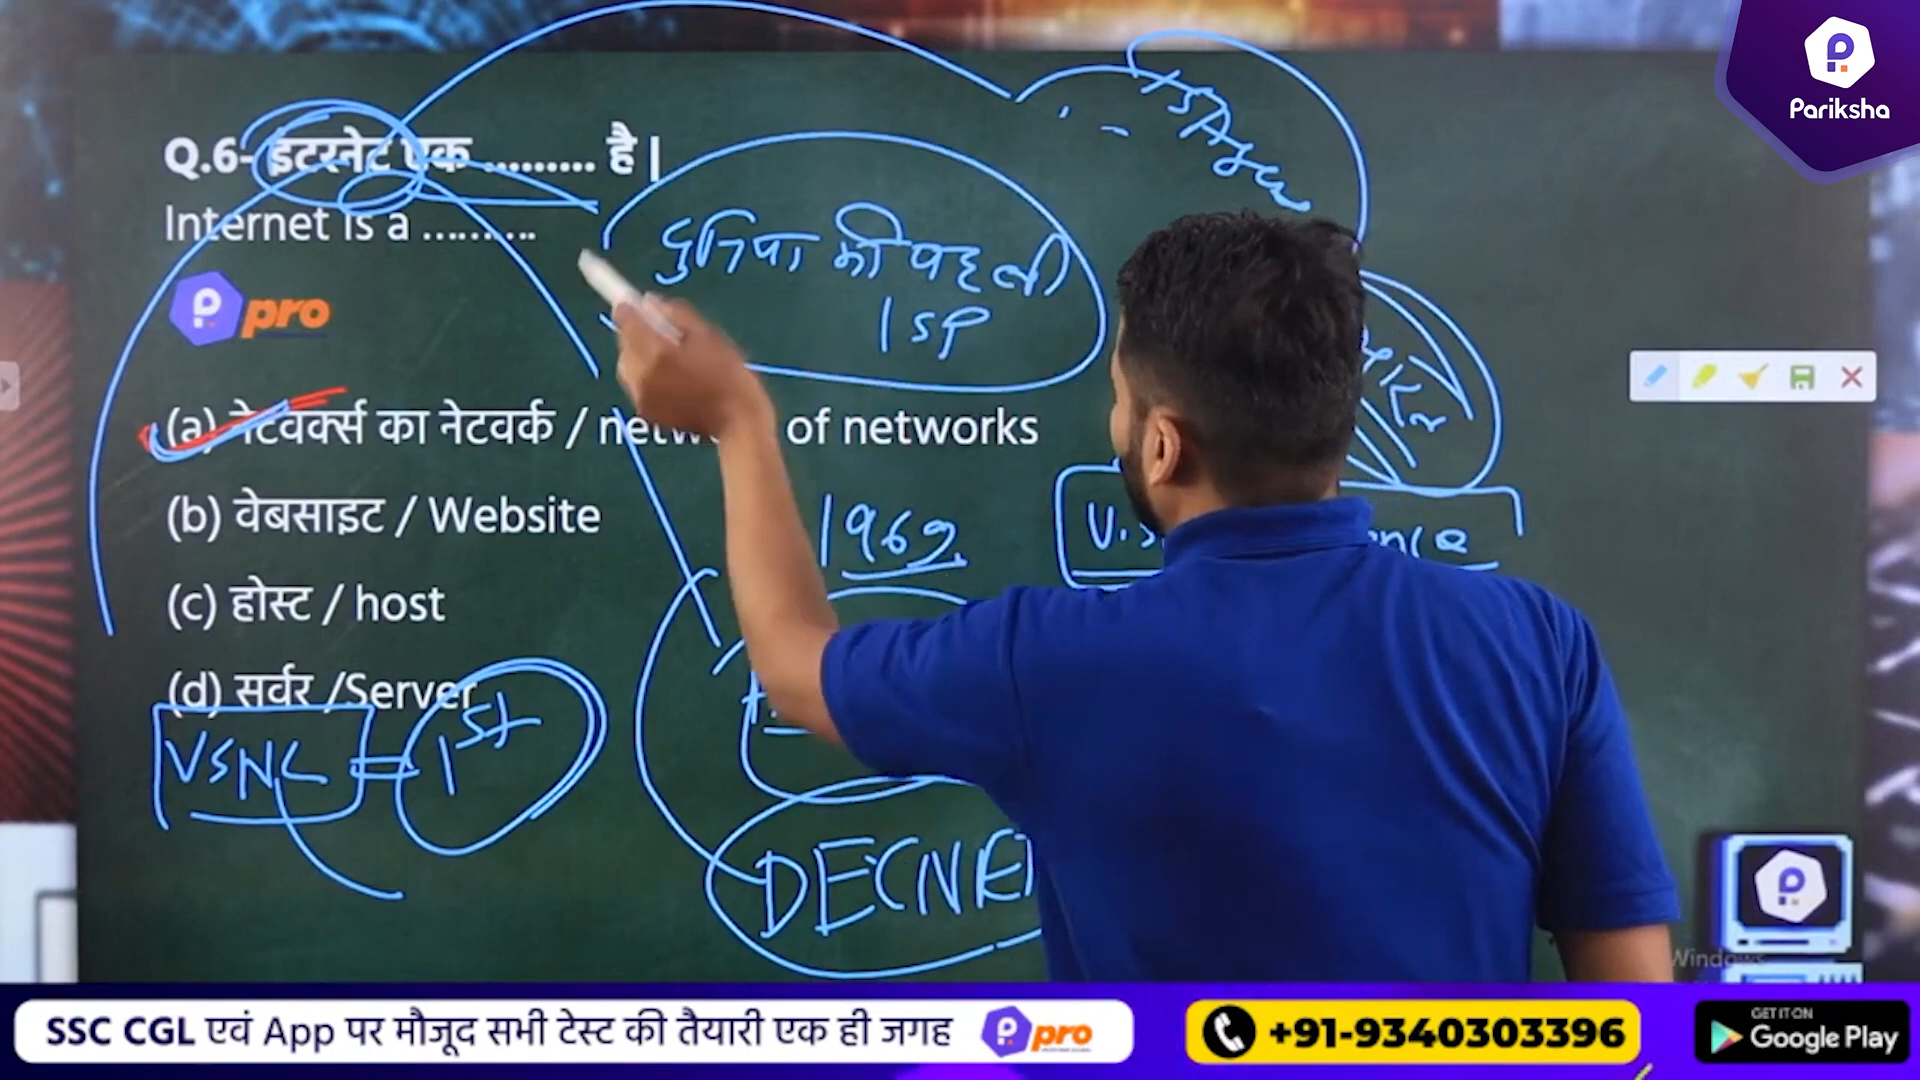 Pariksha
Q.6- इंटरनेट एक ......... है |
Internet is a .........
pro
दुनिया की पहली
ISP
(a) नेटवर्क्स का नेटवर्क / network of networks
(b) वेबसाइट / Website
1969
(c) होस्ट / host
(d) सर्वर /Server
VSNL = 1st
DECNET
Windows
SSC CGL एवं App पर मौजूद सभी टेस्ट की तैयारी एक ही जगह
pro
+91-9340303396
GET IT ON
Google Play